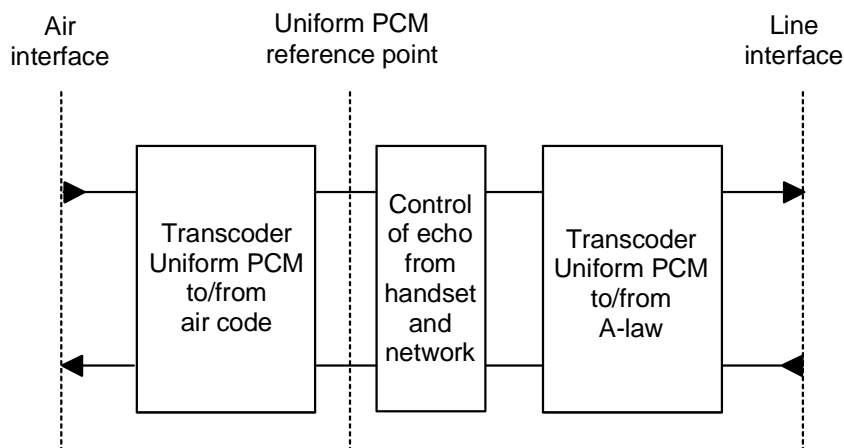 Air
interface
Uniform PCM
reference point
Line
interface
Transcoder
Uniform PCM
to/from
air code
Control
of echo
from
handset
and
network
Transcoder
Uniform PCM
to/from
A-law